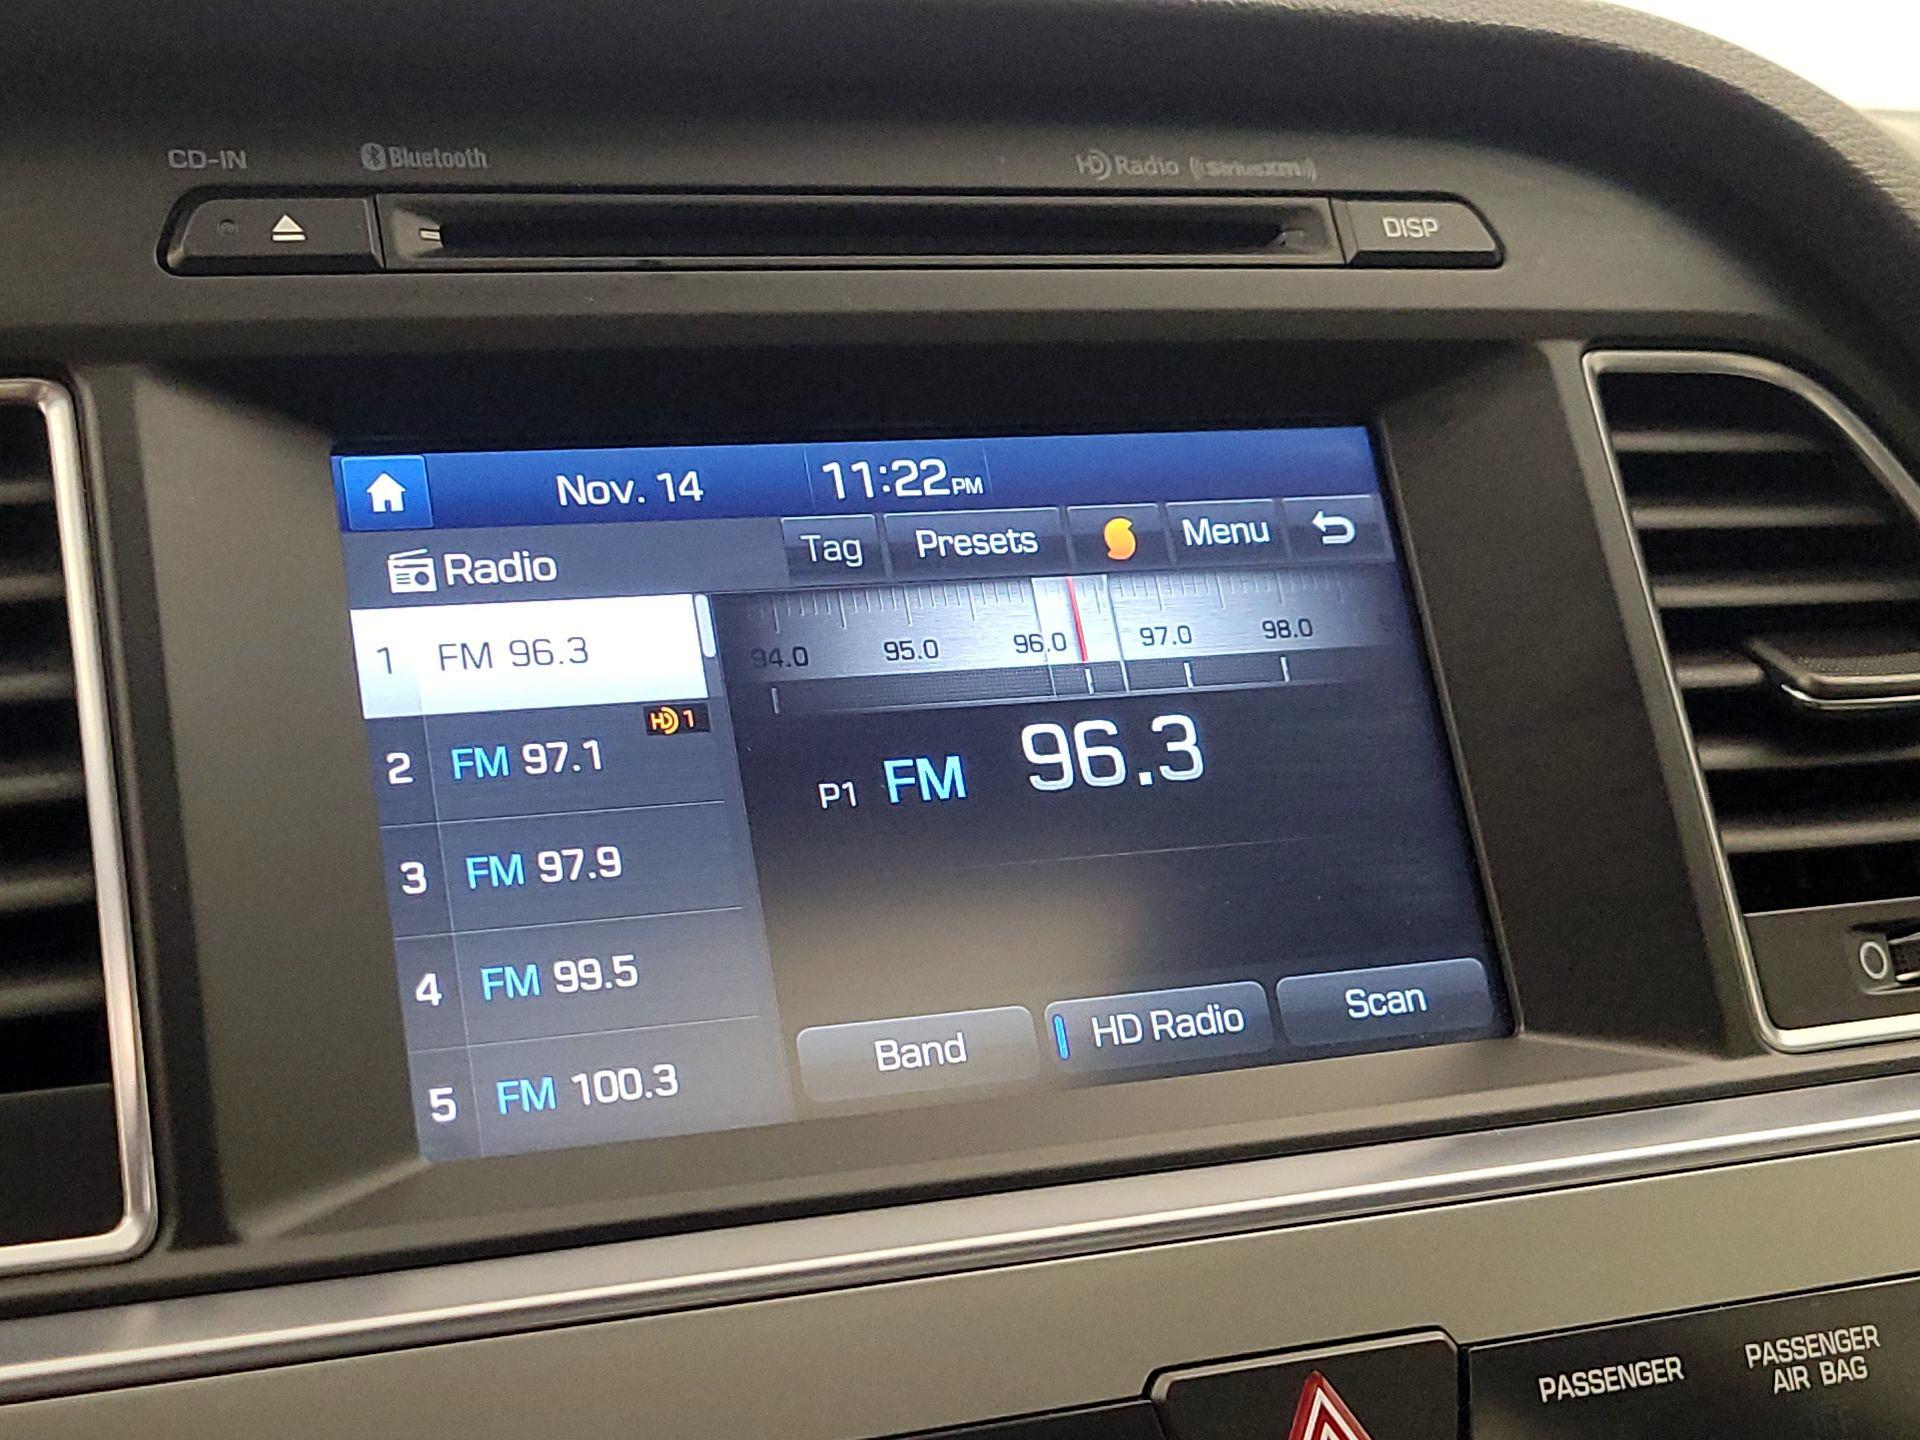 CD-IN
Bluetooth
HD Radio ((SiriusXM))
DISP
Nov. 14
11:22 PM
Radio
Tag
Presets
Menu
94.0 95.0 96.0 97.0 98.0
1 FM 96.3
HD 1
2 FM 97.1
3 FM 97.9
4 FM 99.5
5 FM 100.3
P1 FM 96.3
Band
HD Radio
Scan
PASSENGER
PASSENGER
AIR BAG